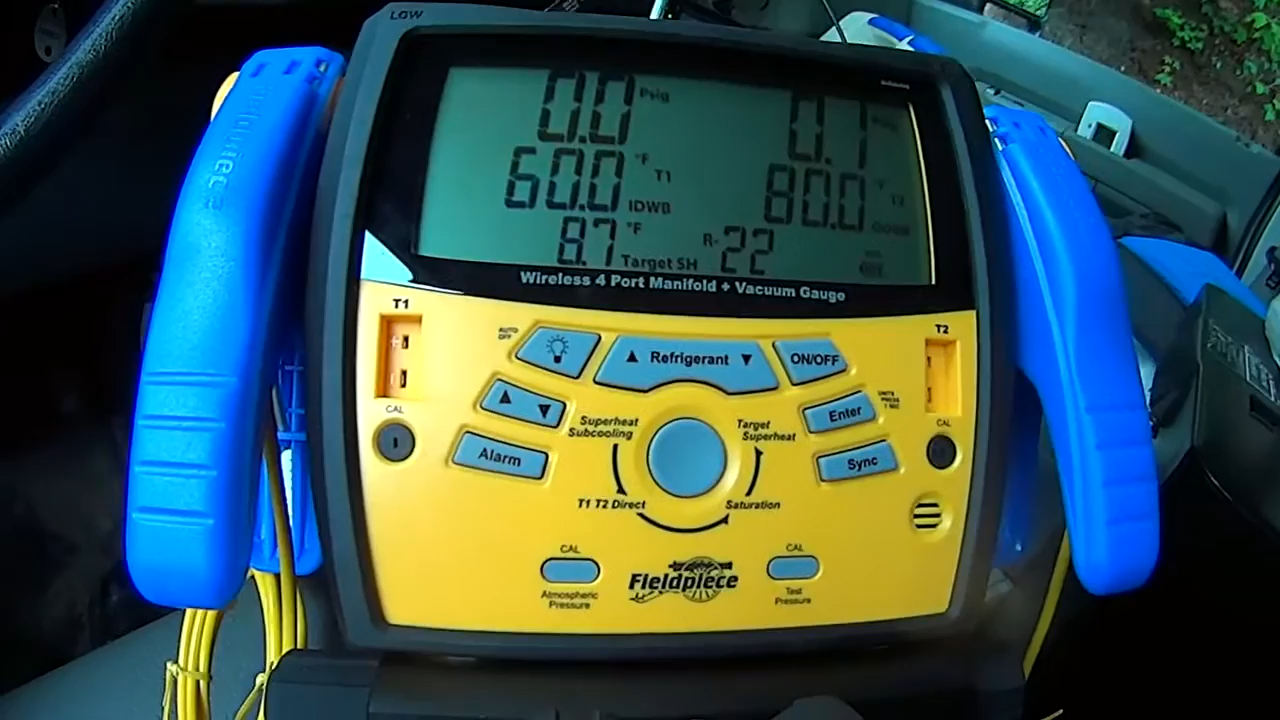 LOW
0.0 Psig
0.1
60.0 °F T1 IDWB
80.0 °F T2
8.7 °F Target SH
R-22
Wireless 4 Port Manifold + Vacuum Gauge
T1
T2
AUTO OFF
▲ Refrigerant ▼
ON/OFF
▲ ▼
Enter
CAL
CAL
Superheat
Subcooling
Target
Superheat
Alarm
Sync
T1 T2 Direct
Saturation
CAL
CAL
Fieldpiece
Atmospheric
Pressure
Test
Pressure